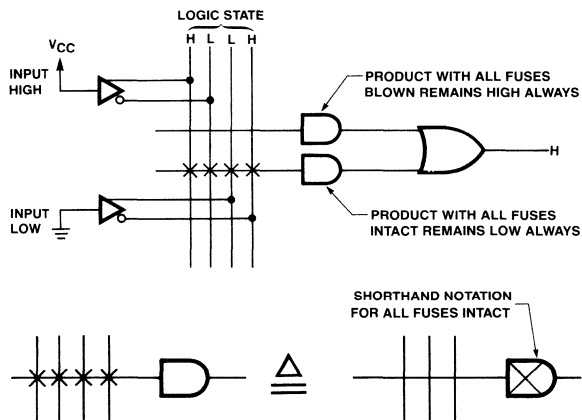 LOGIC STATE
H L L H
VCC
INPUT
HIGH
PRODUCT WITH ALL FUSES
BLOWN REMAINS HIGH ALWAYS
H
INPUT
LOW
PRODUCT WITH ALL FUSES
INTACT REMAINS LOW ALWAYS
SHORTHAND NOTATION
FOR ALL FUSES INTACT